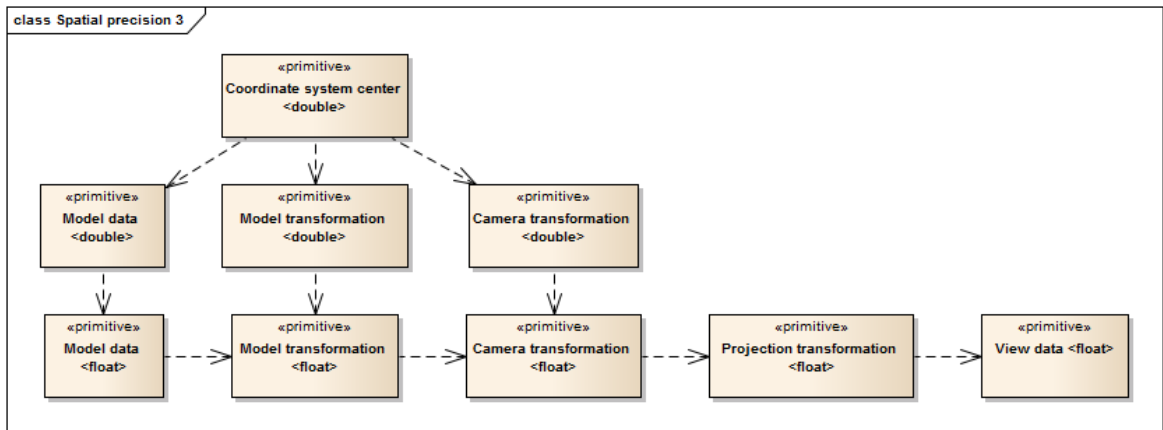 class Spatial precision 3
«primitive»
Coordinate system center
<double>
«primitive»
Model data
<double>
«primitive»
Model transformation
<double>
«primitive»
Camera transformation
<double>
«primitive»
Model data
<float>
«primitive»
Model transformation
<float>
«primitive»
Camera transformation
<float>
«primitive»
Projection transformation
<float>
«primitive»
View data <float>